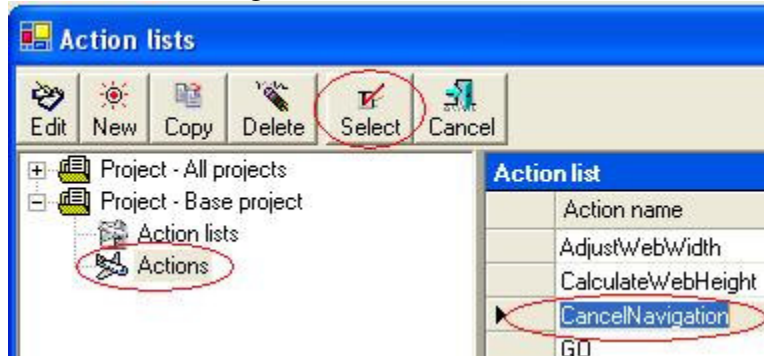 Action lists
Edit New Copy Delete Select Cancel
Project - All projects
Project - Base project
Action lists
Actions
Action list
Action name
AdjustWebWidth
CalculateWebHeight
CancelNavigation
GO